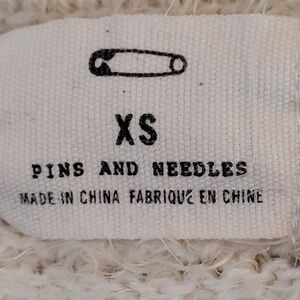 XS
PINS AND NEEDLES
MADE IN CHINA FABRIQUE EN CHINE